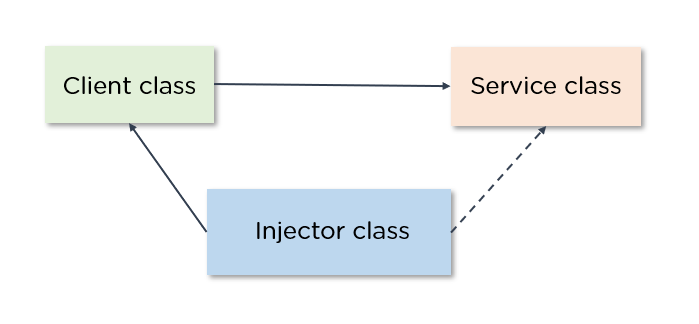 Client class
Service class
Injector class